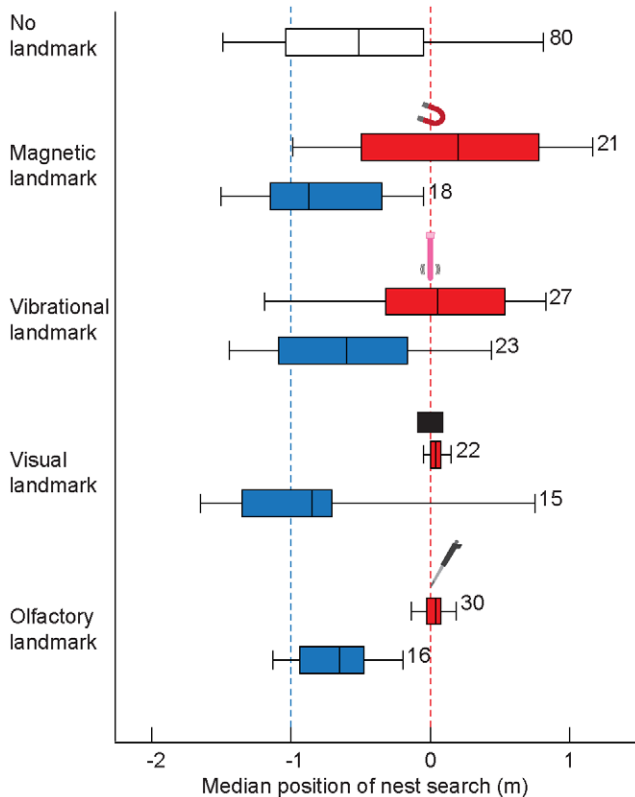 No
landmark
80
Magnetic
landmark
21
18
Vibrational
landmark
27
23
Visual
landmark
22
15
Olfactory
landmark
30
16
-2
-1
0
1
Median position of nest search (m)